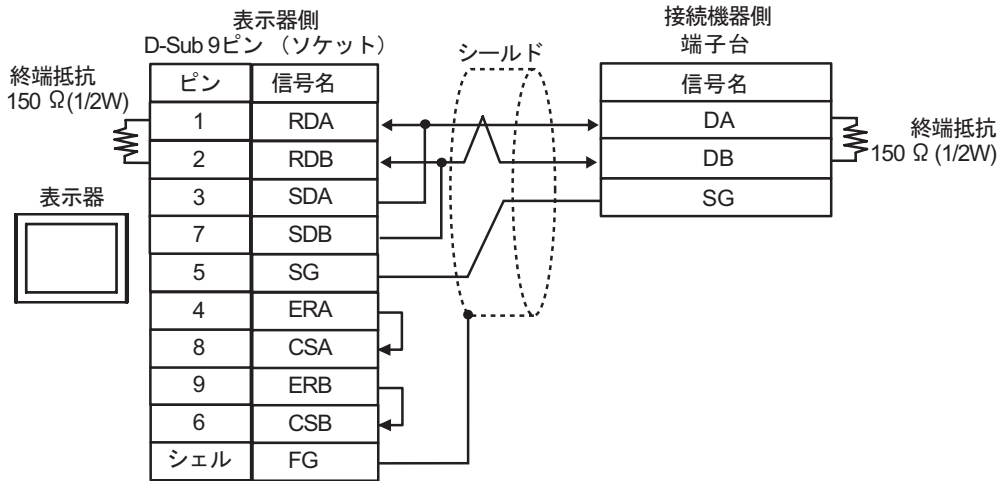 表示器側
D-Sub 9ピン （ソケット）
シールド
接続機器側
端子台
終端抵抗
150 Ω(1/2W)
ピン 信号名
1 RDA
2 RDB
3 SDA
7 SDB
5 SG
4 ERA
8 CSA
9 ERB
6 CSB
シェル FG
表示器
信号名
DA
DB
SG
終端抵抗
150 Ω (1/2W)